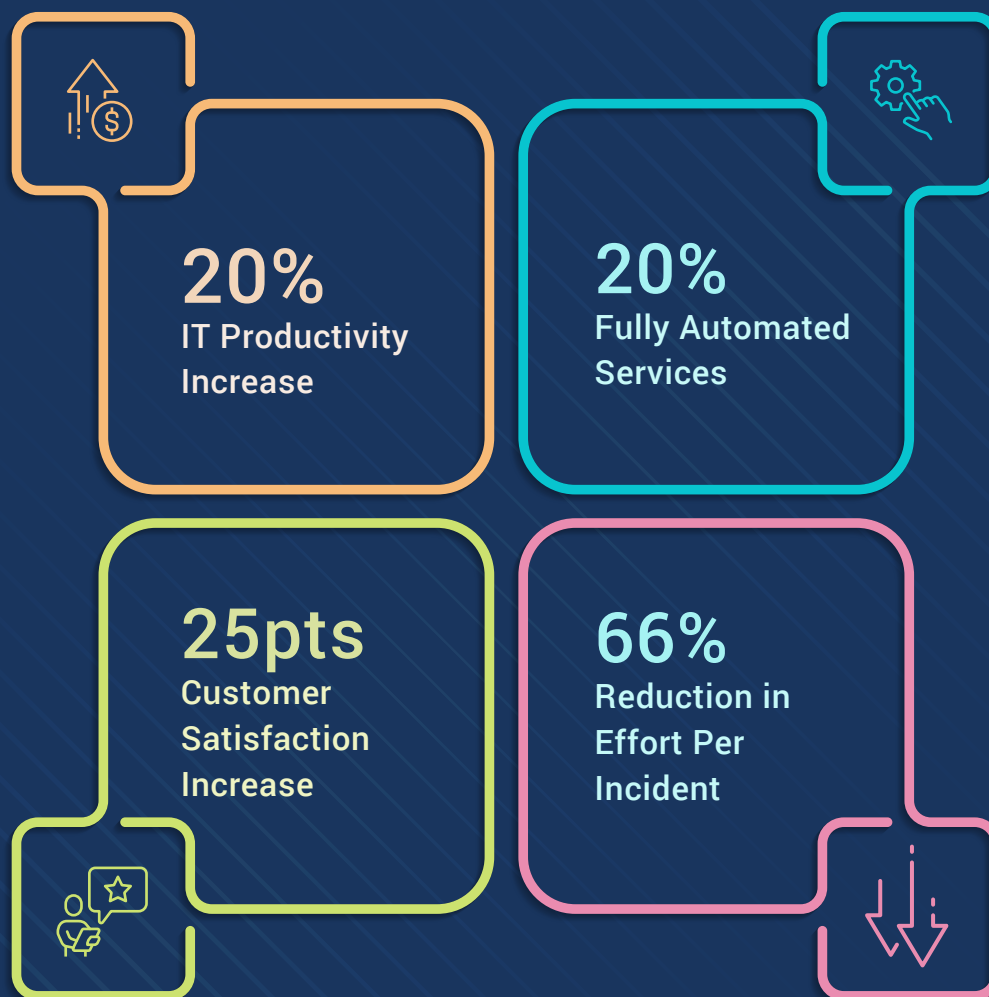 20%
IT Productivity
Increase
20%
Fully Automated
Services
25pts
Customer
Satisfaction
Increase
66%
Reduction in
Effort Per
Incident
$